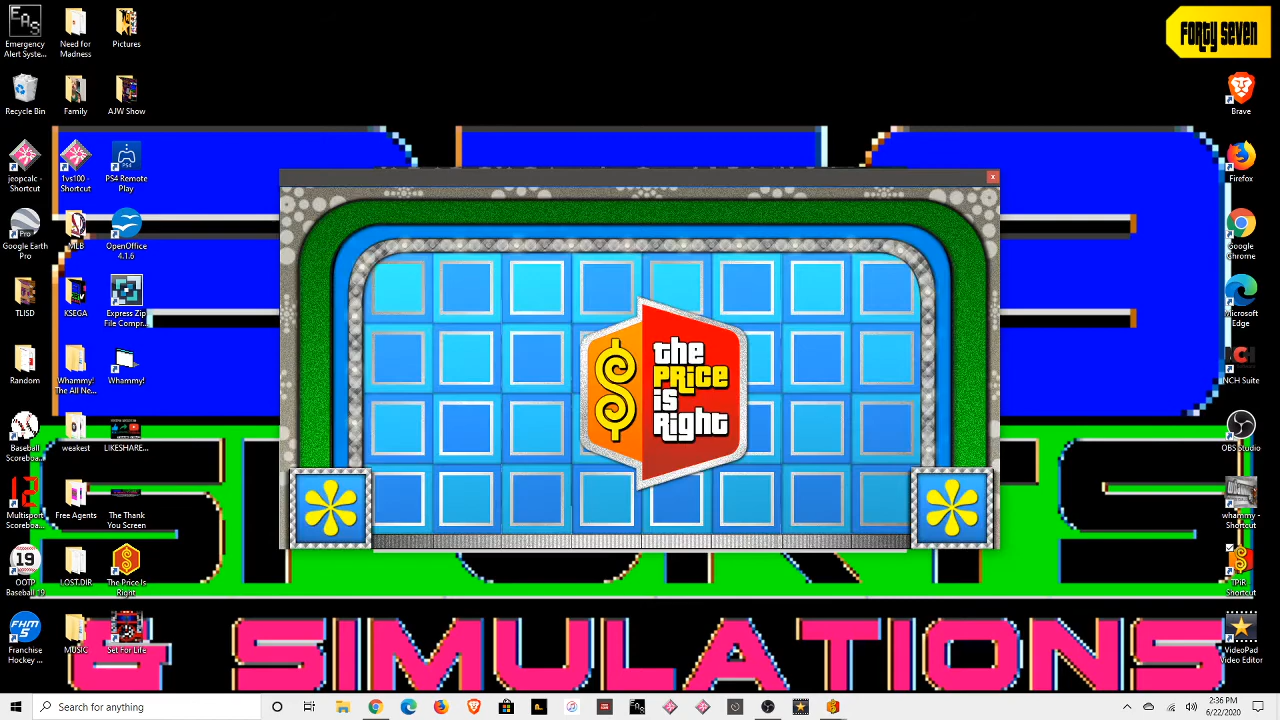 Emergency
Alert Syste...
Need for
Madness
Pictures
FORTY SEVEN
Recycle Bin
Family
AJW Show
Brave
jeopcalc -
Shortcut
1vs100 -
Shortcut
PS4 Remote
Play
Firefox
Google Earth
Pro
MLB
OpenOffice
4.1.6
Google
Chrome
TLISD
KSEGA
Express Zip
File Compr...
Microsoft
Edge
Random
Whammy!
The All Ne...
Whammy!
NCH Suite
the
PRICE
is
Right
Baseball
Scoreboa...
weakest
LIKESHARE...
OBS Studio
Multisport
Scoreboa...
Free Agents
The Thank
You Screen
whammy -
Shortcut
OOTP
Baseball 19
LOST.DIR
The Price Is
Right
TPiR
Shortcut
Franchise
Hockey ...
MUSIC
Set For Life
VideoPad
Video Editor
& SIMULATIONS
Search for anything
2:36 PM
6/22/2020